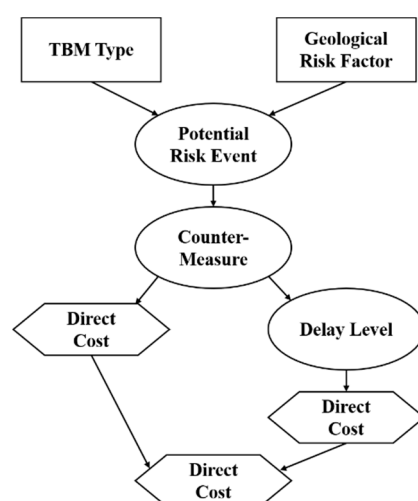 TBM Type
Geological
Risk Factor
Potential
Risk Event
Counter-
Measure
Direct
Cost
Delay Level
Direct
Cost
Direct
Cost